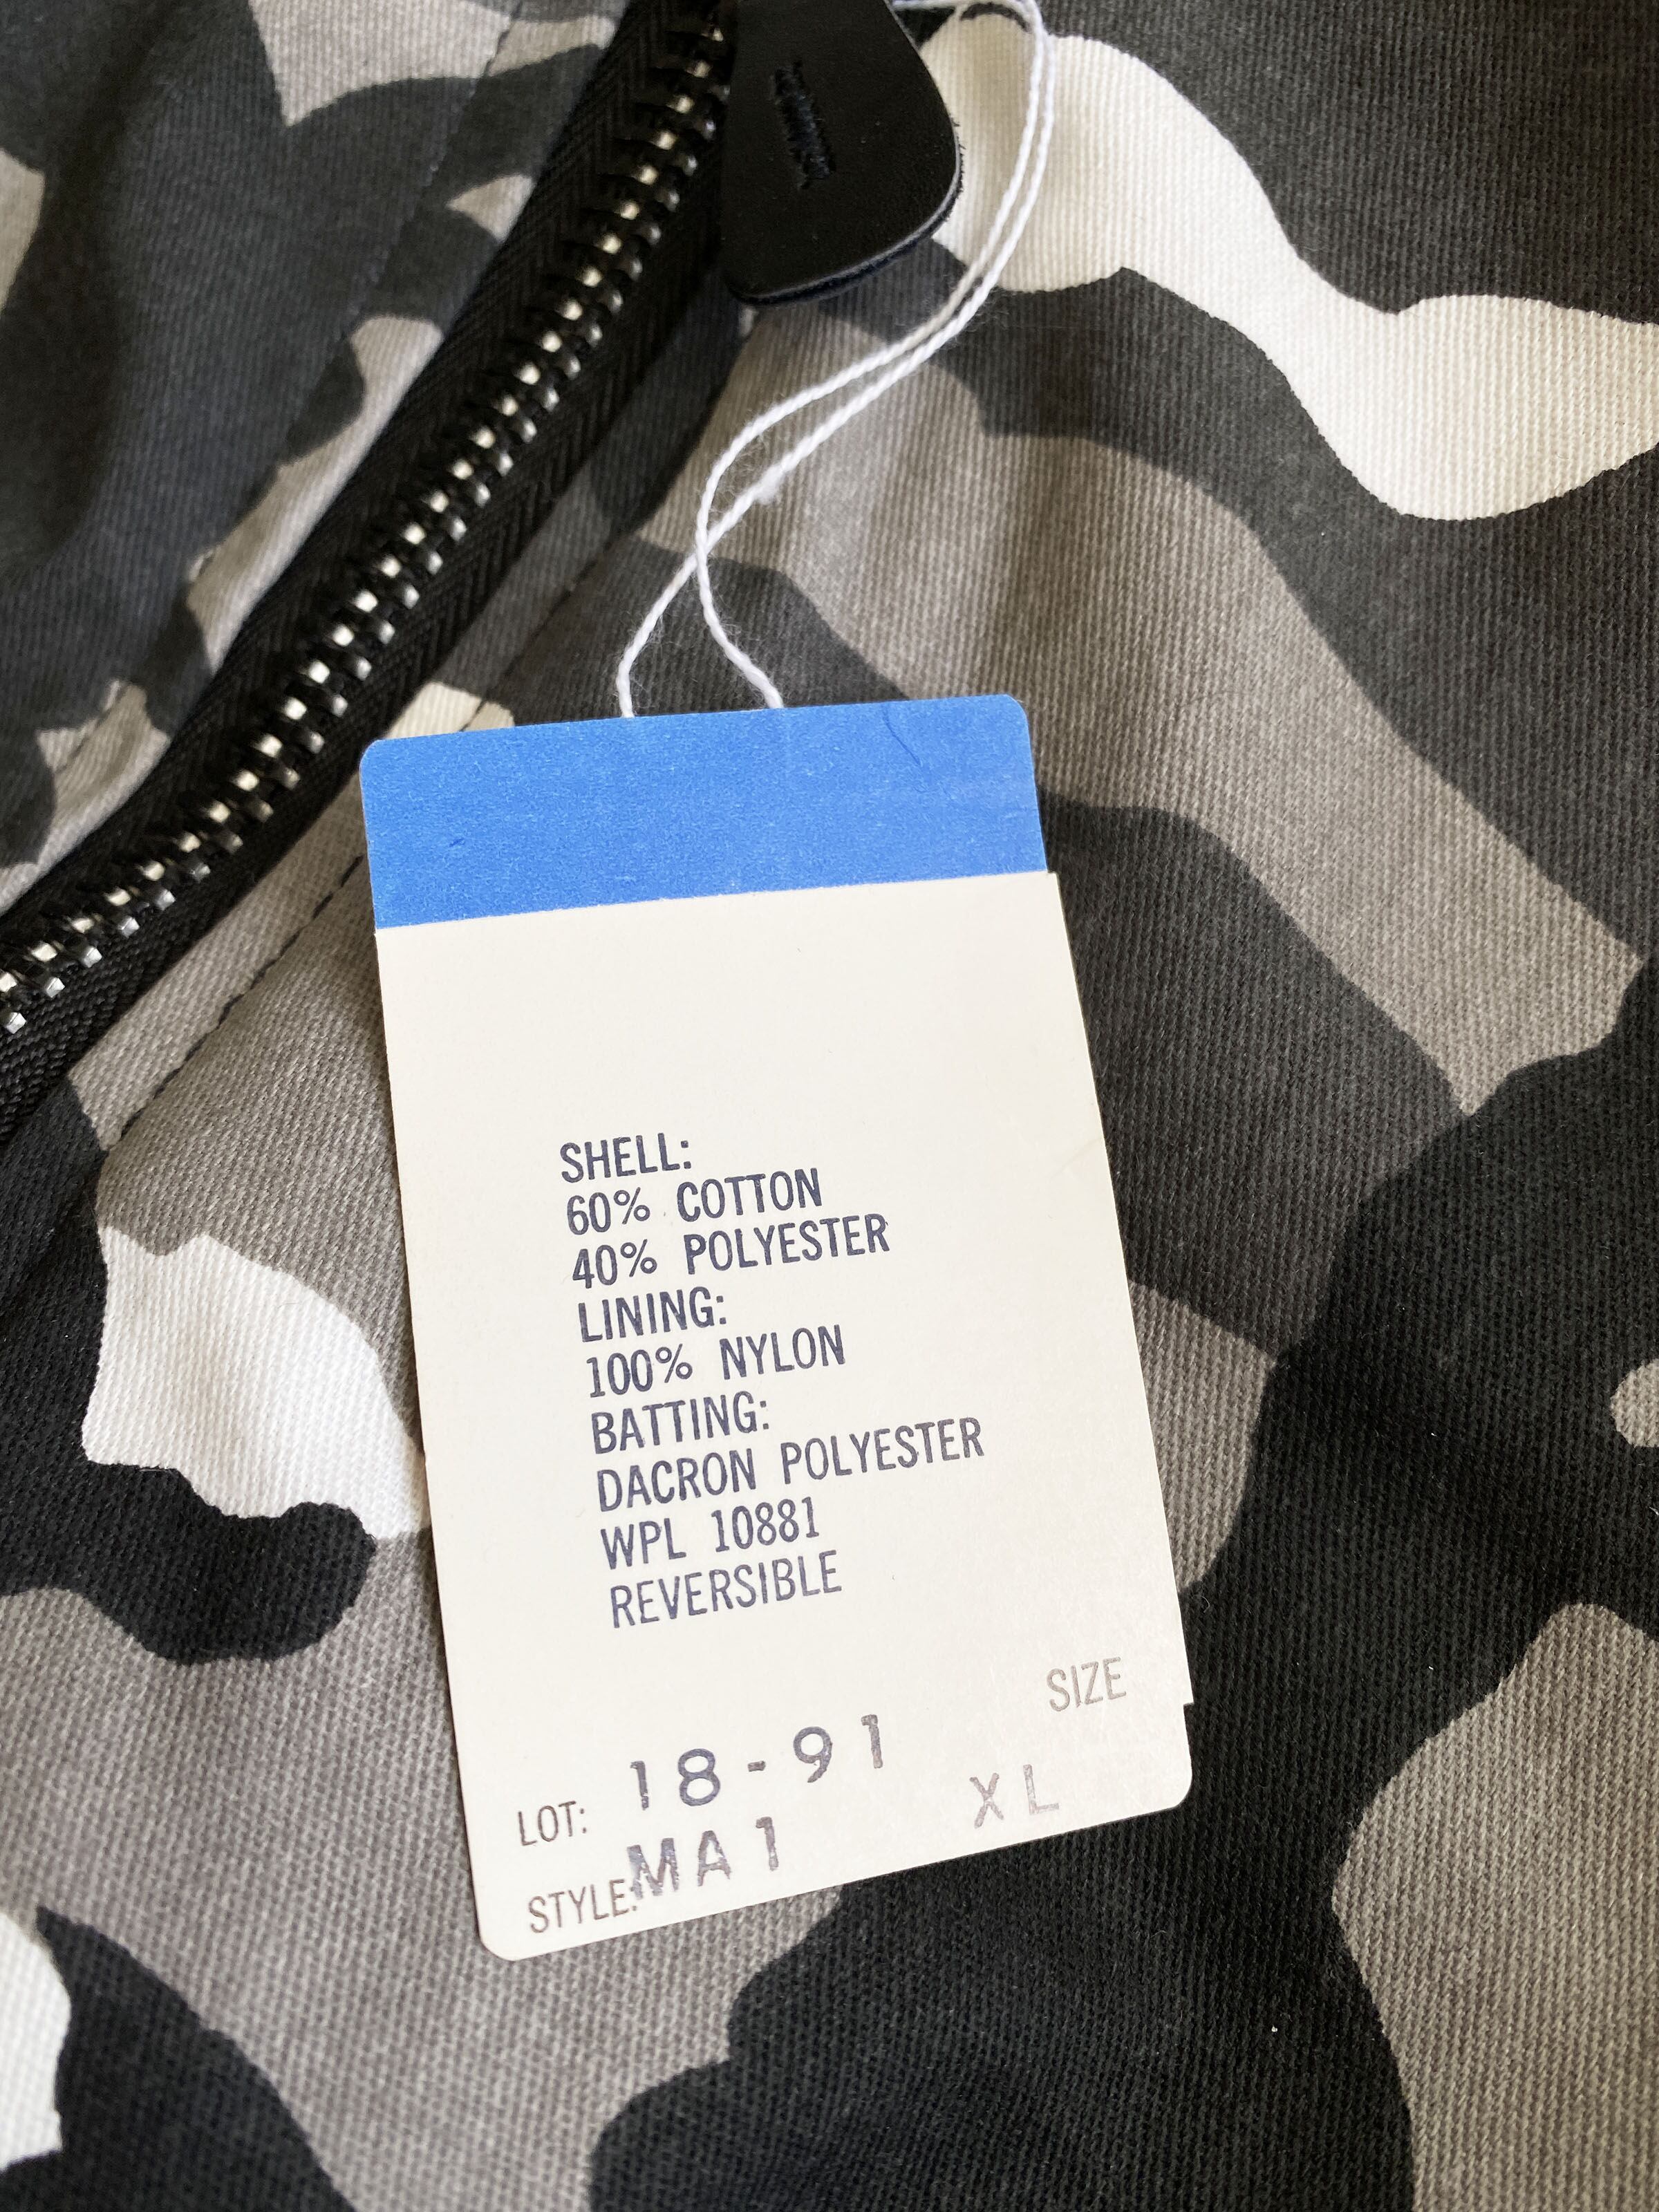 SHELL:
60% COTTON
40% POLYESTER
LINING:
100% NYLON
BATTING:
DACRON POLYESTER
WPL 10881
REVERSIBLE
SIZE
LOT: 18-91 XL
STYLE: MA1